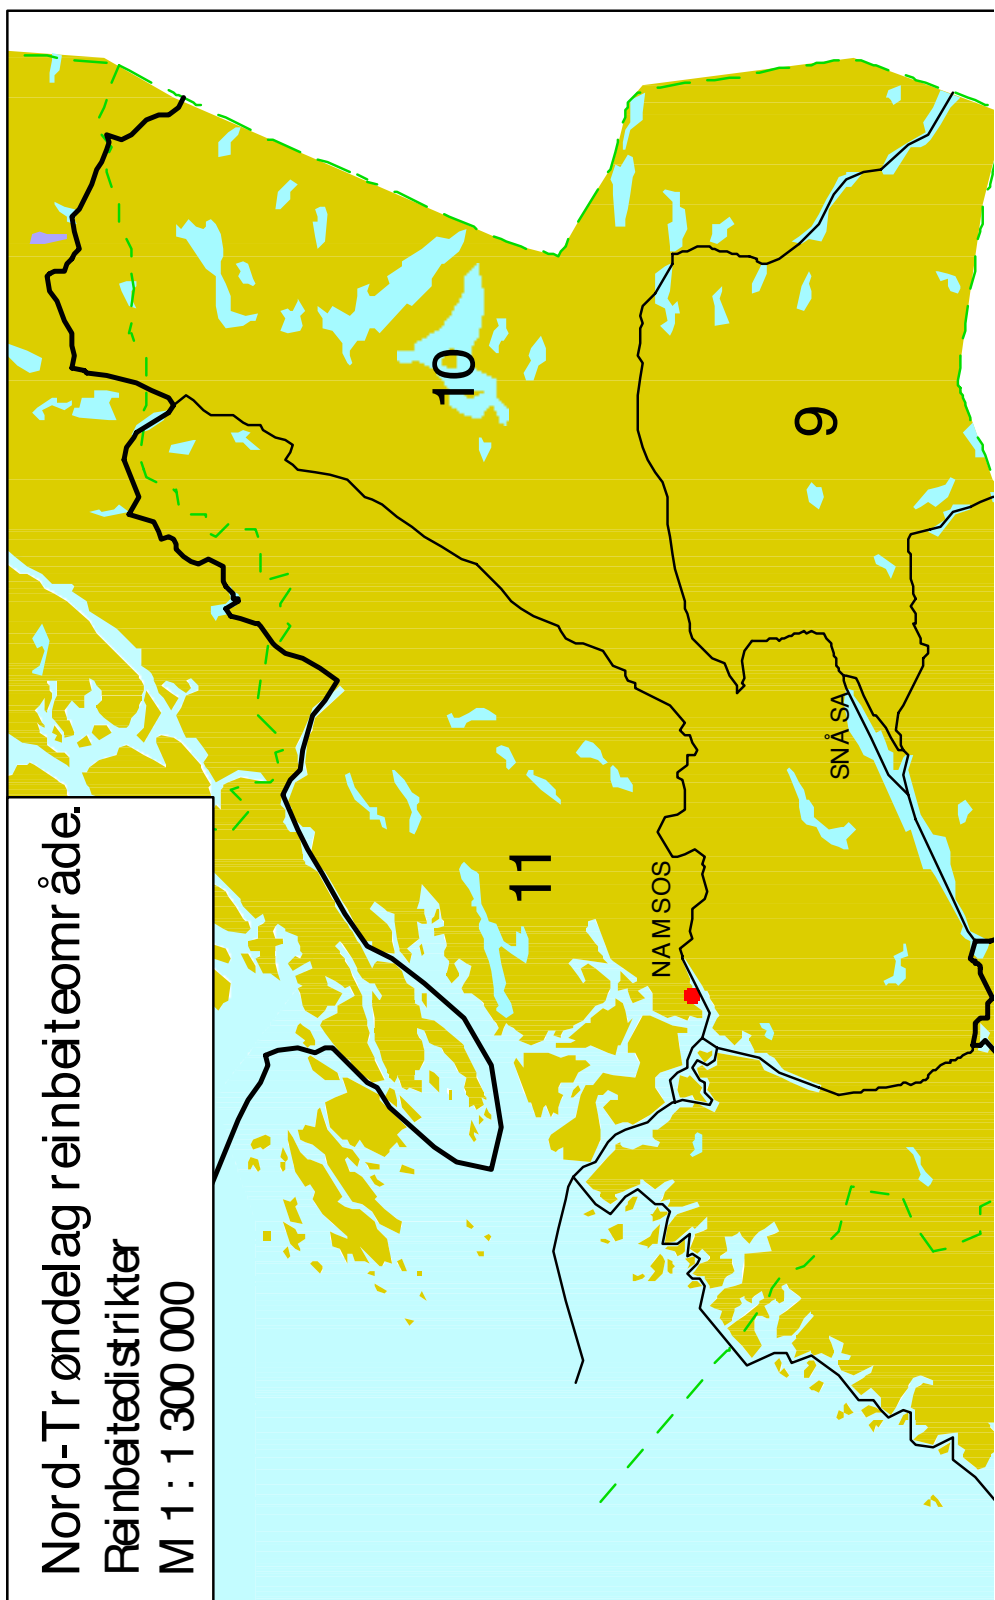 Nord-Trøndelag reinbeiteområde.
Reinbeitedistrikter
M 1 : 1 300 000
10
9
11
SNÅSA
NAMSOS